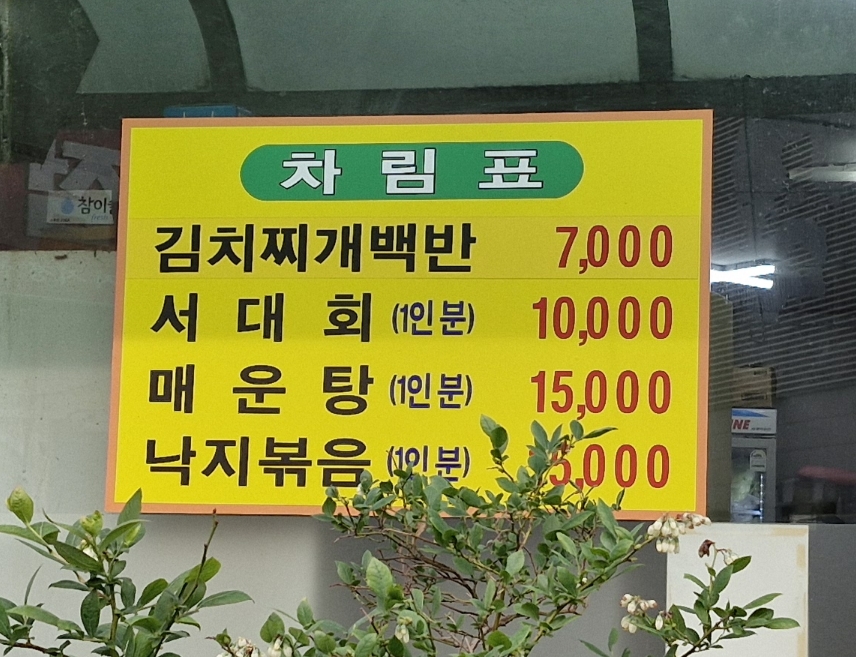 차림표
김치찌개백반 7,000
서대회 (1인분) 10,000
매운탕 (1인분) 15,000
낙지볶음 (1인분)